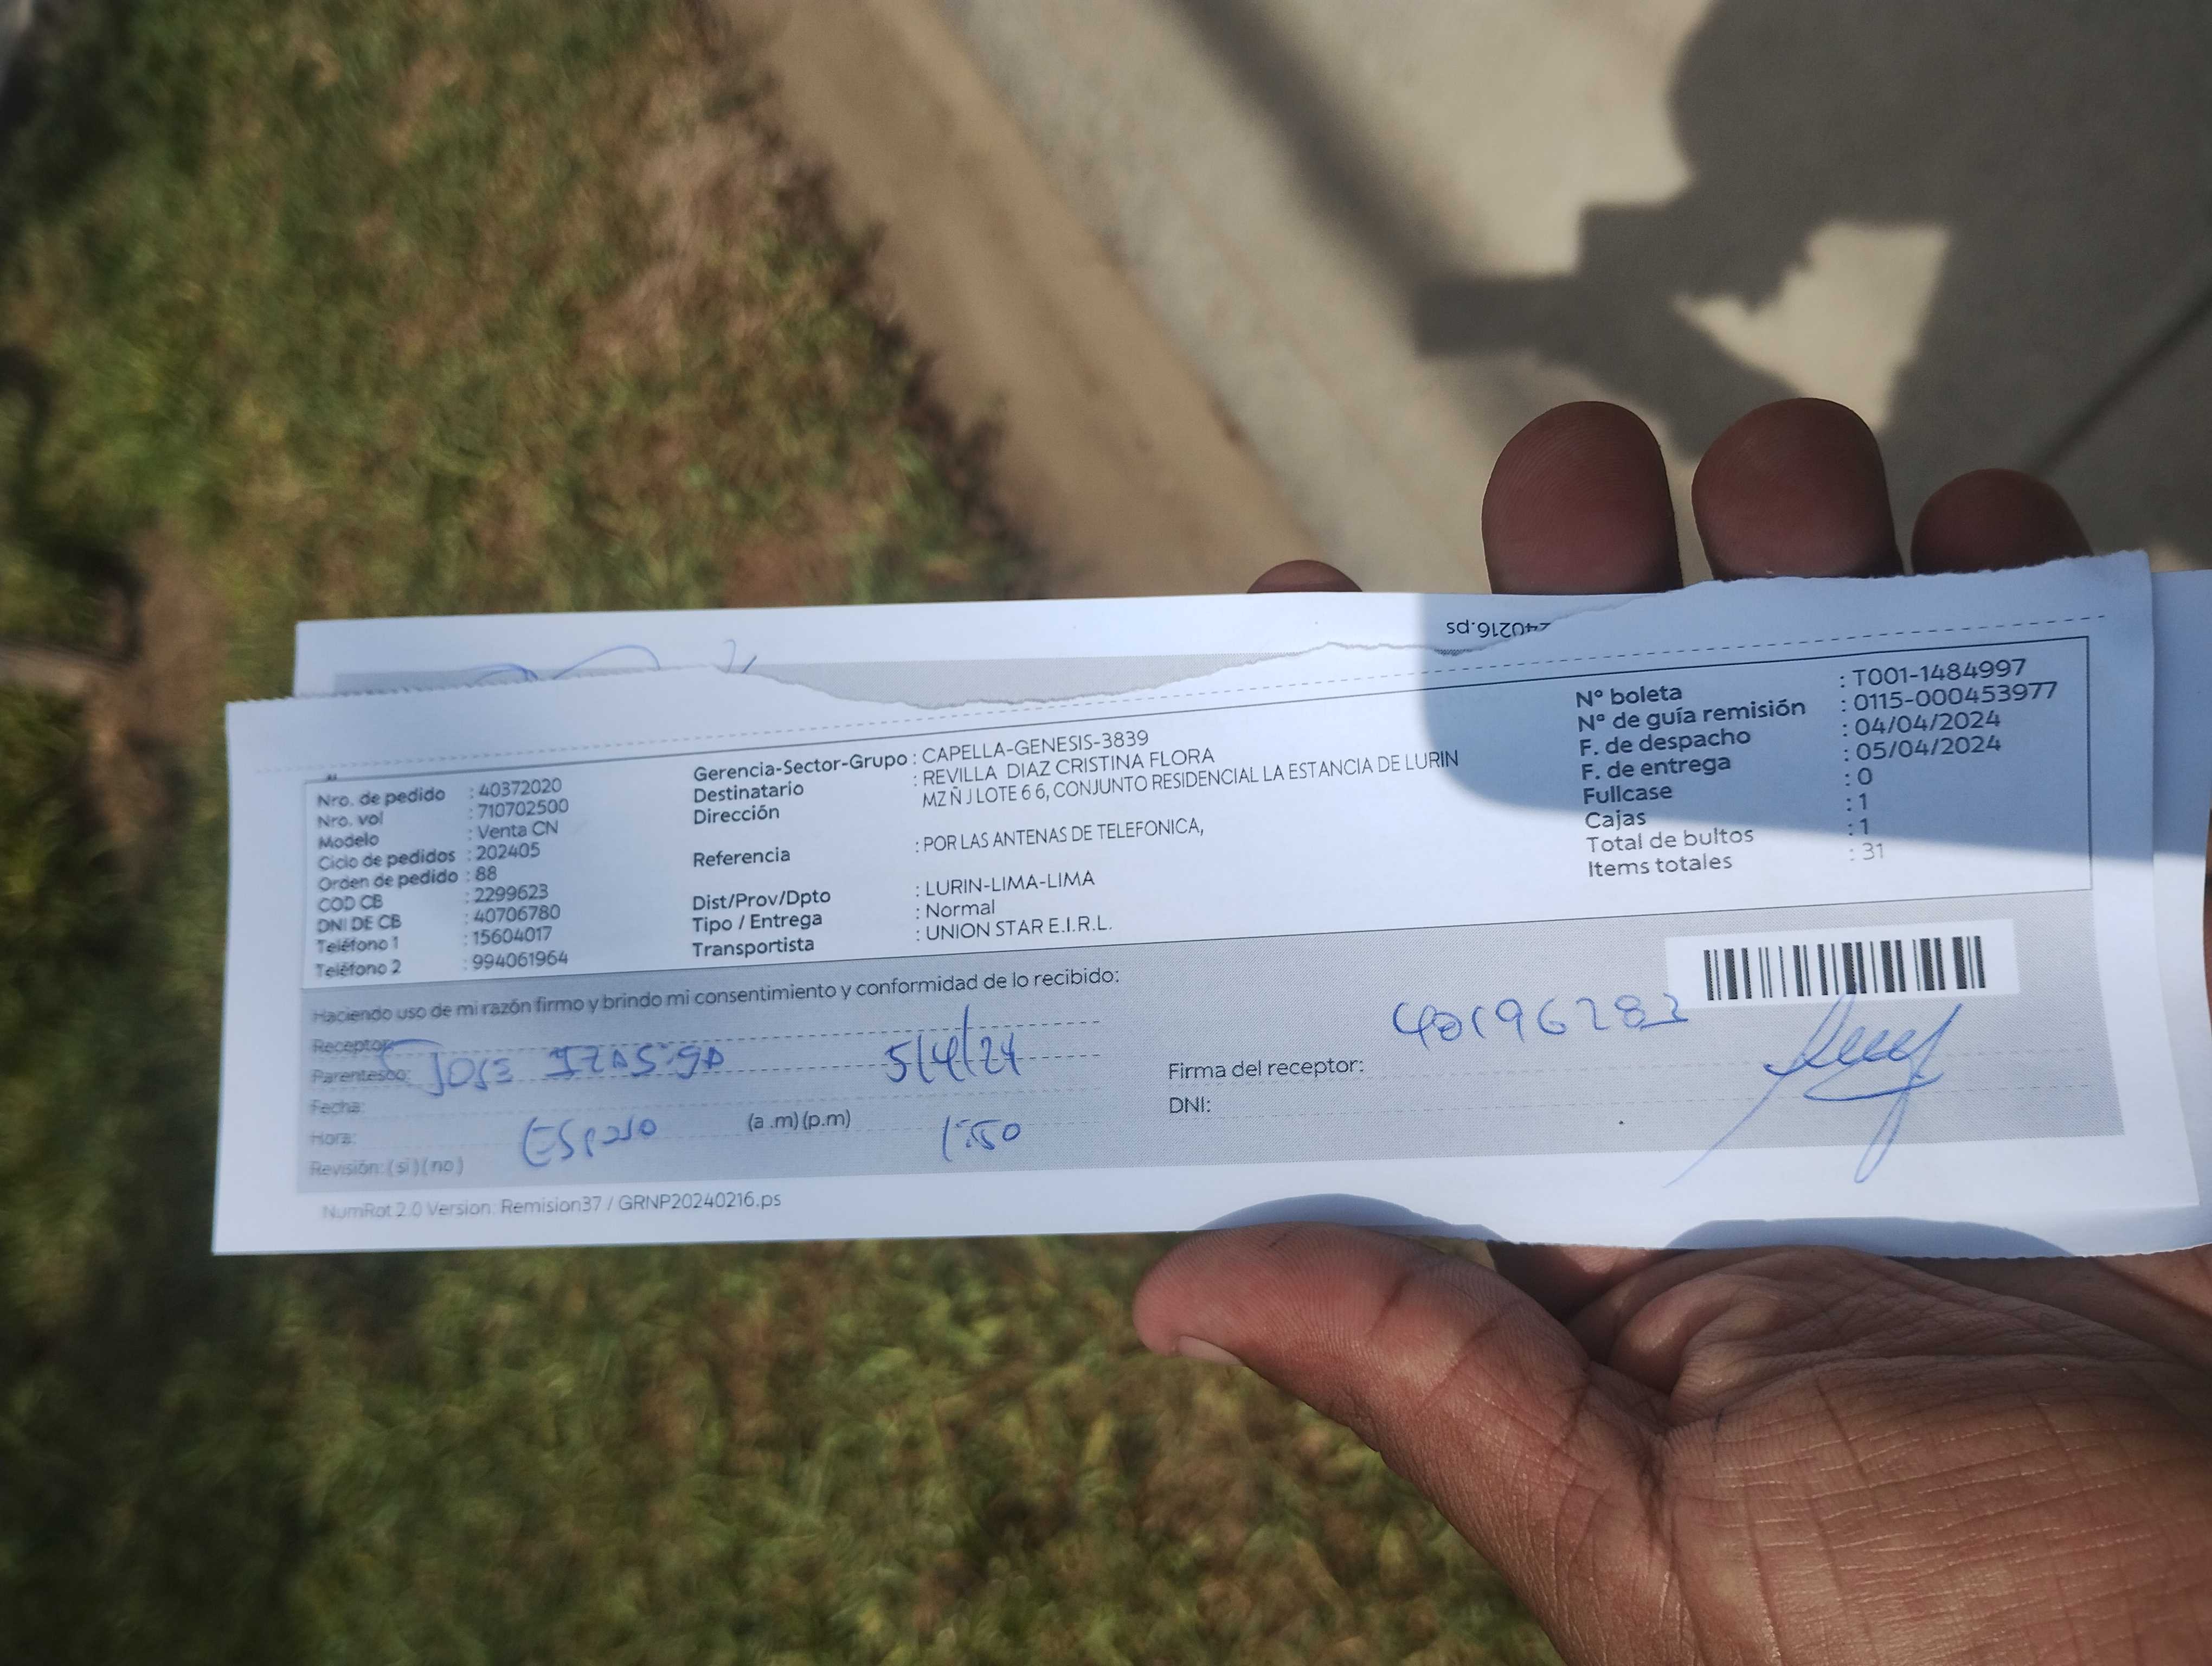 40216.ps
Nro. de pedido : 40372020
Nro. vol : 710702500
Modelo : Venta CN
Ciclo de pedidos : 202405
Orden de pedido : 88
COD CB : 2299623
DNI DE CB : 40706780
Teléfono 1 : 15604017
Teléfono 2 : 994061964
Gerencia-Sector-Grupo : CAPELLA-GENESIS-3839
Destinatario : REVILLA DIAZ CRISTINA FLORA
Dirección MZ Ñ J LOTE 6 6, CONJUNTO RESIDENCIAL LA ESTANCIA DE LURIN
Referencia : POR LAS ANTENAS DE TELEFONICA,
Dist/Prov/Dpto : LURIN-LIMA-LIMA
Tipo / Entrega : Normal
Transportista : UNION STAR E.I.R.L.
N° boleta : T001-1484997
N° de guía remisión : 0115-000453977
F. de despacho : 04/04/2024
F. de entrega : 05/04/2024
Fullcase : 0
Cajas : 1
Total de bultos : 1
Items totales : 31
Haciendo uso de mi razón firmo y brindo mi consentimiento y conformidad de lo recibido:
Receptor:
Parentesco: JOSE 5/4/24
Fecha:
Hora: (a .m) (p.m) 1:50
Revisión: ( si ) ( no )
Firma del receptor:
DNI:
NumRot 2.0 Version: Remision37 / GRNP20240216.ps